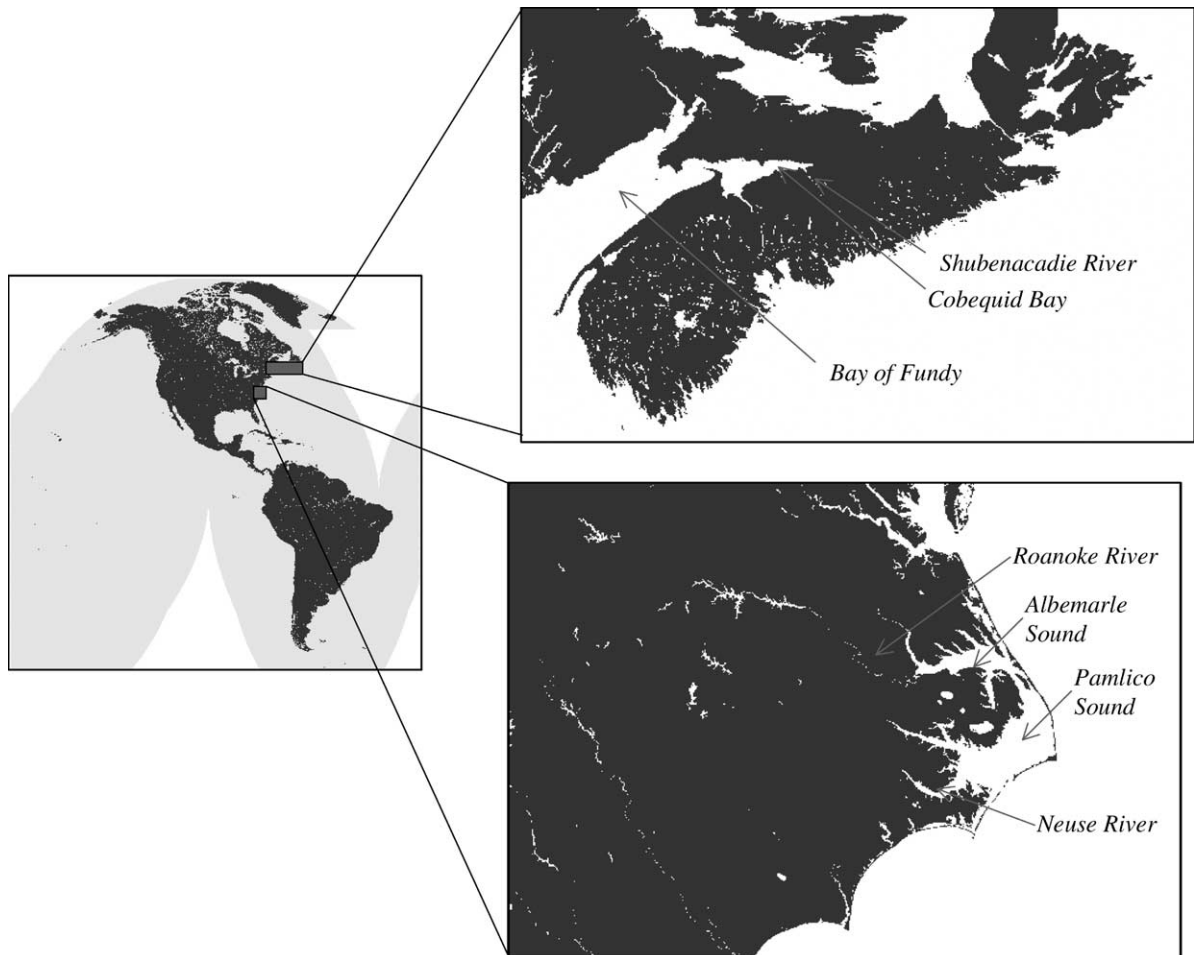 Shubenacadie River
Cobequid Bay
Bay of Fundy
Roanoke River
Albemarle
Sound
Pamlico
Sound
Neuse River